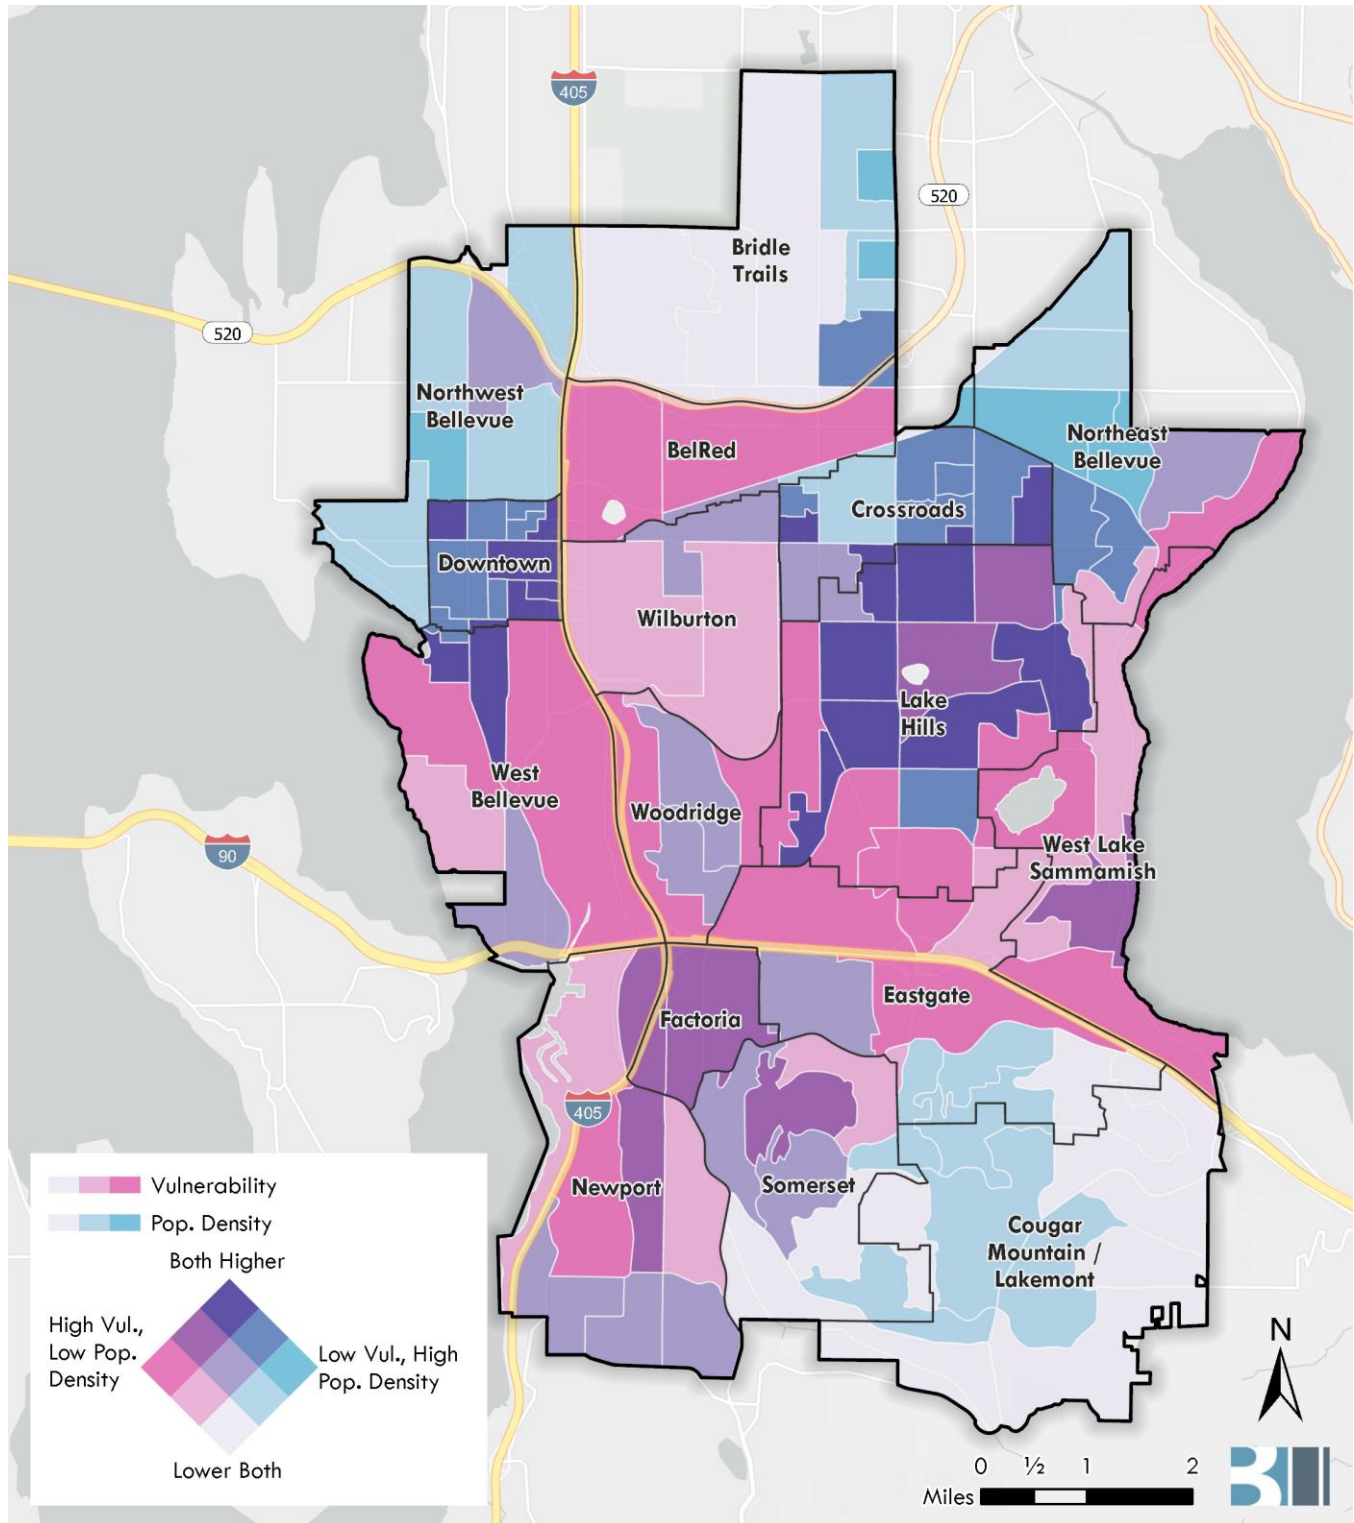 405
520
Bridle
Trails
520
Northwest
Bellevue
BelRed
Northeast
Bellevue
Crossroads
Downtown
Wilburton
Lake
Hills
West
Bellevue
Woodridge
90
West Lake
Sammamish
Eastgate
Factoria
405
Newport
Somerset
Cougar
Mountain /
Lakemont
Vulnerability
Pop. Density
Both Higher
High Vul.,
Low Pop.
Density
Low Vul., High
Pop. Density
Lower Both
N
0 ½ 1 2
Miles